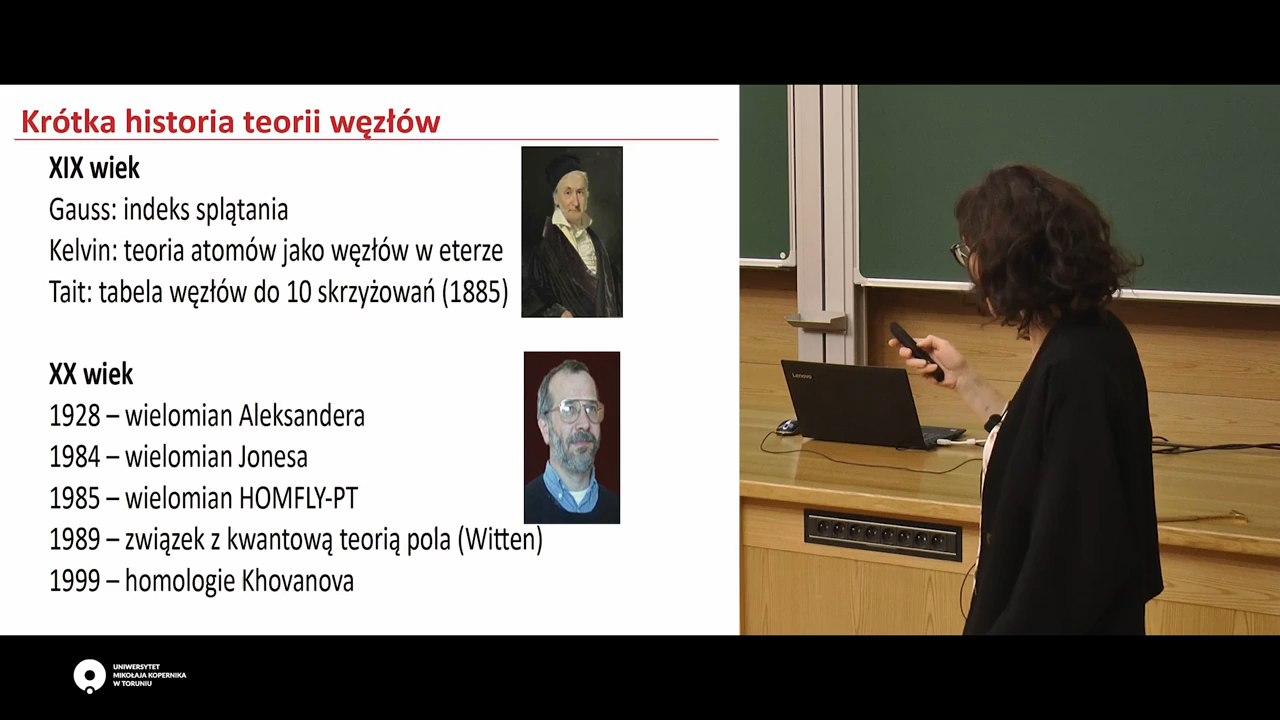 Krótka historia teorii węzłów
XIX wiek
Gauss: indeks splątania
Kelvin: teoria atomów jako węzłów w eterze
Tait: tabela węzłów do 10 skrzyżowań (1885)
XX wiek
1928 – wielomian Aleksandera
1984 – wielomian Jonesa
1985 – wielomian HOMFLY-PT
1989 – związek z kwantową teorią pola (Witten)
1999 – homologie Khovanova
Lenovo
UNIWERSYTET
MIKOŁAJA KOPERNIKA
W TORUNIU